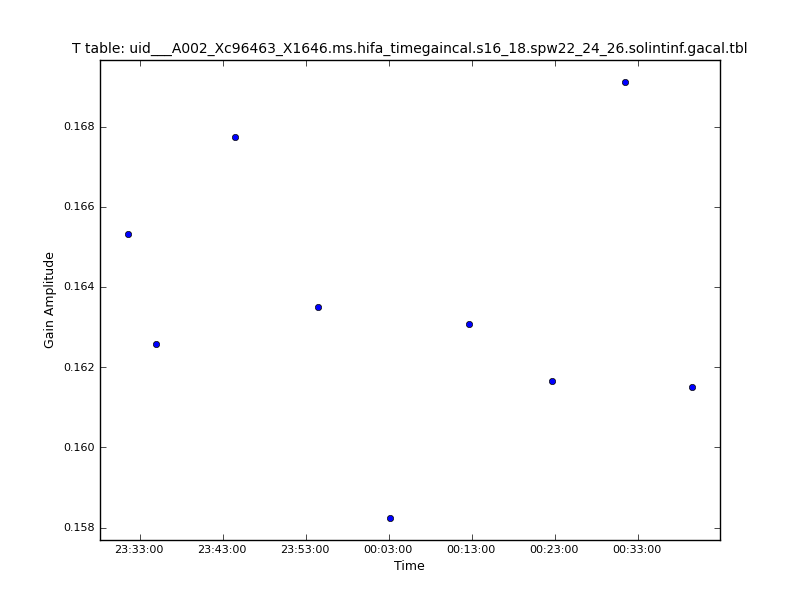 T table: uid___A002_Xc96463_X1646.ms.hifa_timegaincal.s16_18.spw22_24_26.solintinf.gacal.tbl
0.168
0.166
0.164
0.162
0.160
0.158
Gain Amplitude
23:33:00 23:43:00 23:53:00 00:03:00 00:13:00 00:23:00 00:33:00
Time